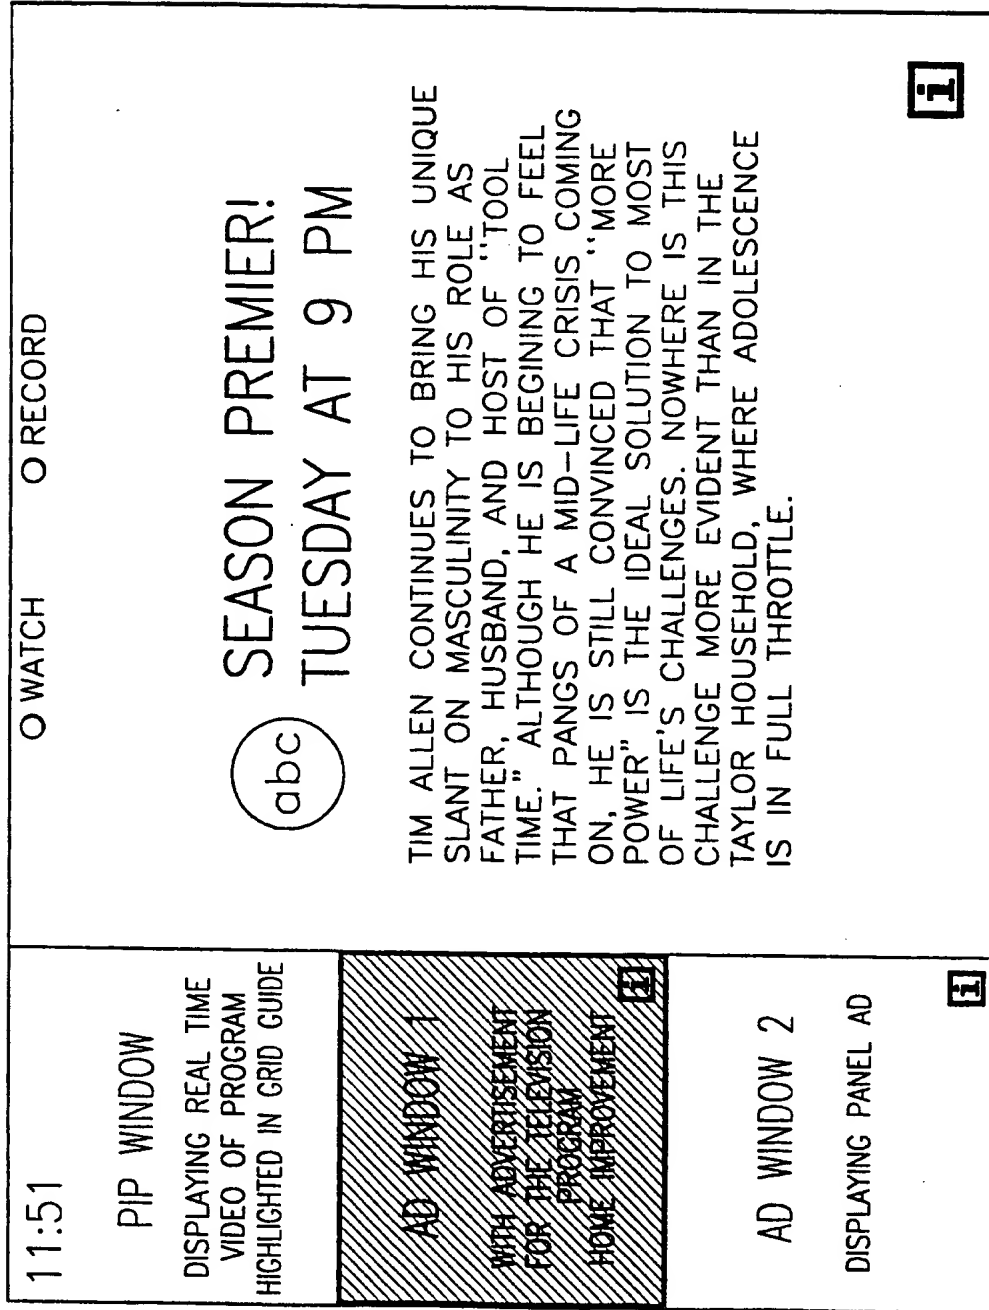 11:51
PIP WINDOW
DISPLAYING REAL TIME
VIDEO OF PROGRAM
HIGHLIGHTED IN GRID GUIDE
AD WINDOW 1
WITH ADVERTISEMENT
FOR THE TELEVISION
PROGRAM
HOME IMPROVEMENT
i
AD WINDOW 2
DISPLAYING PANEL AD
i
O WATCH O RECORD
abc
SEASON PREMIER!
TUESDAY AT 9 PM
TIM ALLEN CONTINUES TO BRING HIS UNIQUE
SLANT ON MASCULINITY TO HIS ROLE AS
FATHER, HUSBAND, AND HOST OF "TOOL
TIME." ALTHOUGH HE IS BEGINING TO FEEL
THAT PANGS OF A MID-LIFE CRISIS COMING
ON, HE IS STILL CONVINCED THAT "MORE
POWER" IS THE IDEAL SOLUTION TO MOST
OF LIFE'S CHALLENGES. NOWHERE IS THIS
CHALLENGE MORE EVIDENT THAN IN THE
TAYLOR HOUSEHOLD, WHERE ADOLESCENCE
IS IN FULL THROTTLE.
i